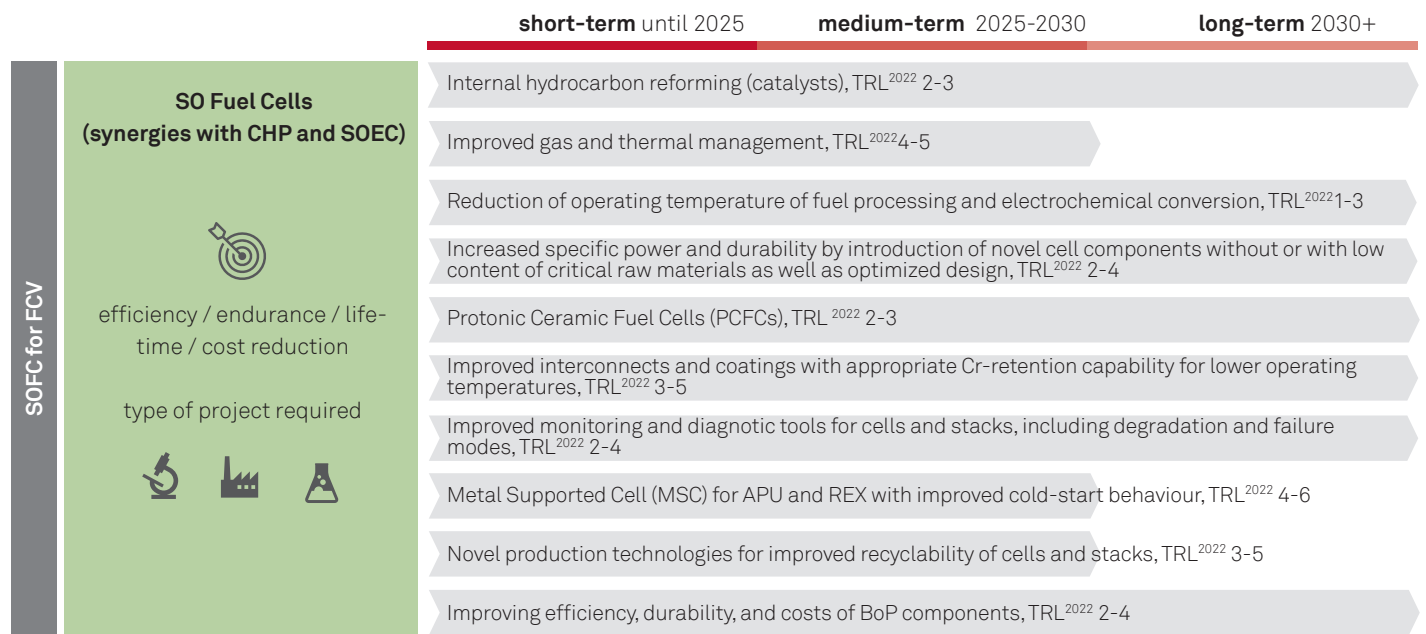 short-term until 2025
medium-term 2025-2030
long-term 2030+
SOFC for FCV
SO Fuel Cells
(synergies with CHP and SOEC)
efficiency / endurance / life-
time / cost reduction
type of project required
Internal hydrocarbon reforming (catalysts), TRL2022 2-3
Improved gas and thermal management, TRL20224-5
Reduction of operating temperature of fuel processing and electrochemical conversion, TRL20221-3
Increased specific power and durability by introduction of novel cell components without or with low
content of critical raw materials as well as optimized design, TRL2022 2-4
Protonic Ceramic Fuel Cells (PCFCs), TRL 2022 2-3
Improved interconnects and coatings with appropriate Cr-retention capability for lower operating
temperatures, TRL2022 3-5
Improved monitoring and diagnotic tools for cells and stacks, including degradation and failure
modes, TRL2022 2-4
Metal Supported Cell (MSC) for APU and REX with improved cold-start behaviour, TRL2022 4-6
Novel production technologies for improved recyclability of cells and stacks, TRL2022 3-5
Improving efficiency, durability, and costs of BoP components, TRL2022 2-4